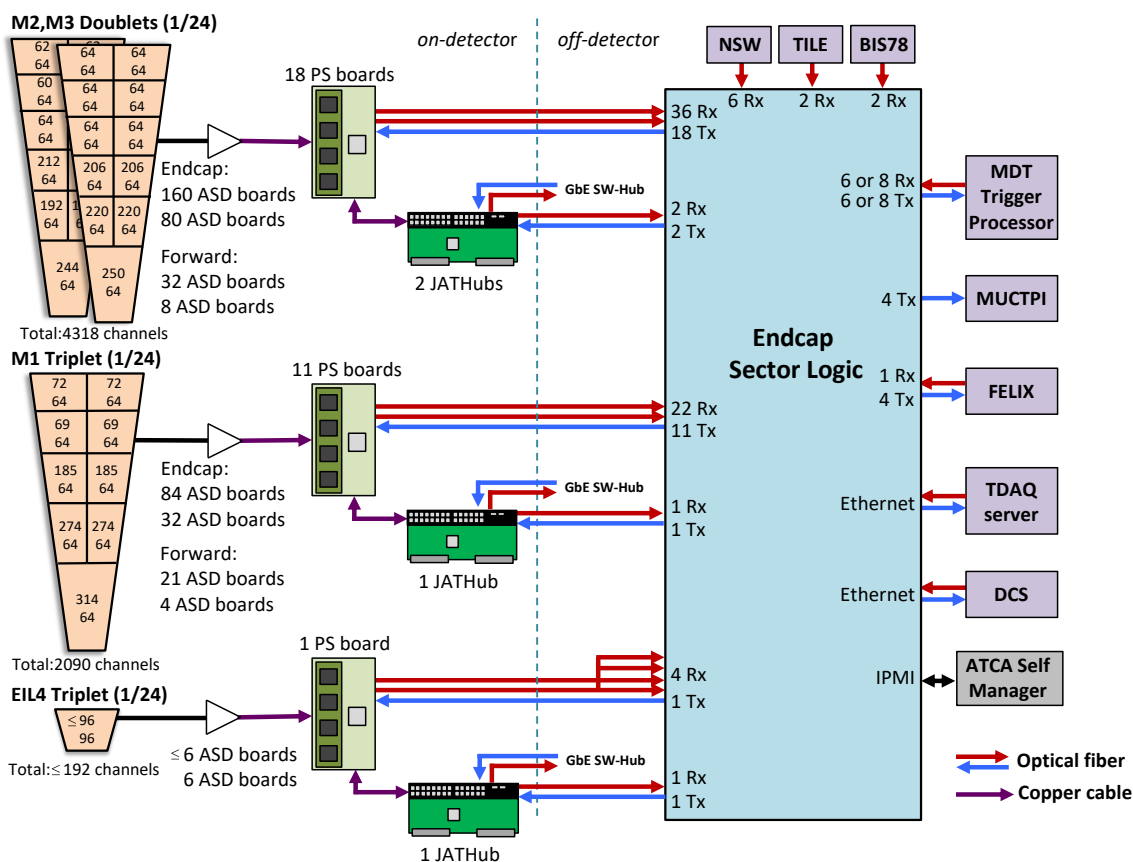 M2,M3 Doublets (1/24)
62
64
60
64
64
64
212
64
192
64
244
64
64
64
64
64
64
64
64
64
64
64
64
64
206
64
206
64
220
64
220
64
250
64
Total:4318 channels
Endcap:
160 ASD boards
80 ASD boards
Forward:
32 ASD boards
8 ASD boards
18 PS boards
on-detector
off-detector
GbE SW-Hub
2 JATHubs
36 Rx
18 Tx
2 Rx
2 Tx
M1 Triplet (1/24)
72
64
72
64
69
64
69
64
185
64
185
64
274
64
274
64
314
64
Total:2090 channels
Endcap:
84 ASD boards
32 ASD boards
Forward:
21 ASD boards
4 ASD boards
11 PS boards
GbE SW-Hub
1 JATHub
22 Rx
11 Tx
1 Rx
1 Tx
EIL4 Triplet (1/24)
≤ 96
96
Total:≤ 192 channels
≤ 6 ASD boards
6 ASD boards
1 PS board
GbE SW-Hub
1 JATHub
4 Rx
1 Tx
1 Rx
1 Tx
Endcap
Sector Logic
NSW
TILE
BIS78
6 Rx
2 Rx
2 Rx
6 or 8 Rx
6 or 8 Tx
MDT
Trigger
Processor
4 Tx
MUCTPI
1 Rx
4 Tx
FELIX
Ethernet
TDAQ
server
Ethernet
DCS
IPMI
ATCA Self
Manager
Optical fiber
Copper cable